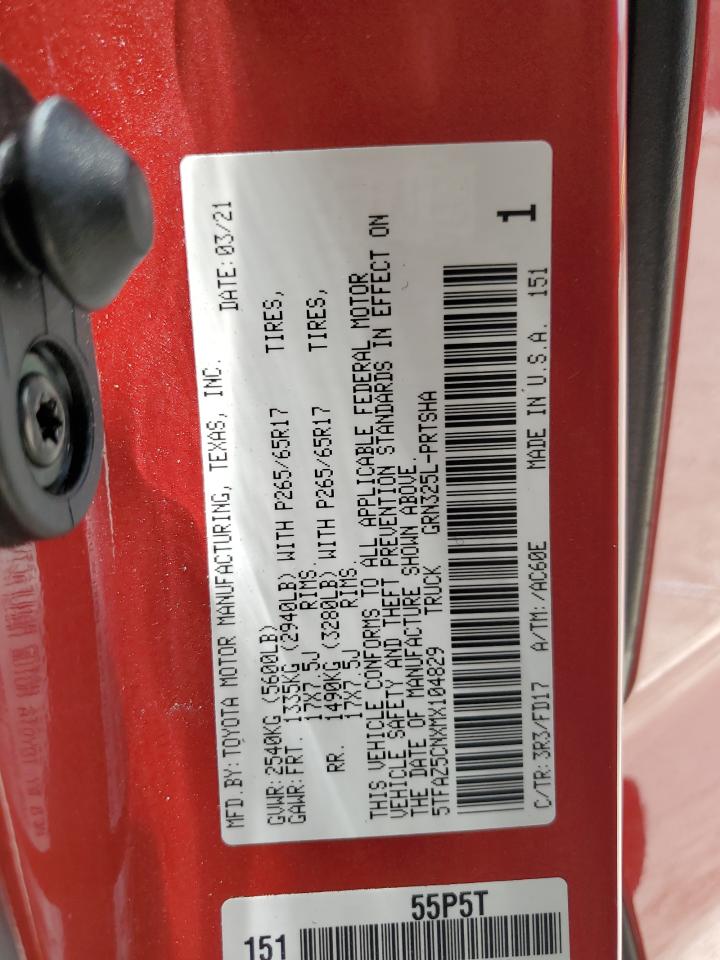 MFD.BY:TOYOTA MOTOR MANUFACTURING, TEXAS, INC. DATE:03/21
GVWR:2540KG (5600LB)
GAWR:FRT. 1335KG (2940LB) WITH P265/65R17 TIRES,
17X7.5J RIMS.
RR. 1490KG (3280LB) WITH P265/65R17 TIRES,
17X7.5J RIMS.
THIS VEHICLE CONFORMS TO ALL APPLICABLE FEDERAL MOTOR
VEHICLE SAFETY AND THEFT PREVENTION STANDARDS IN EFFECT ON
THE DATE OF MANUFACTURE SHOWN ABOVE.
5TFAZ5CNXMX104829 TRUCK GRN325L-PRTSHA
1
C/TR:3R3/FD17 A/TM:/AC60E MADE IN U.S.A. 151
55P5T
151